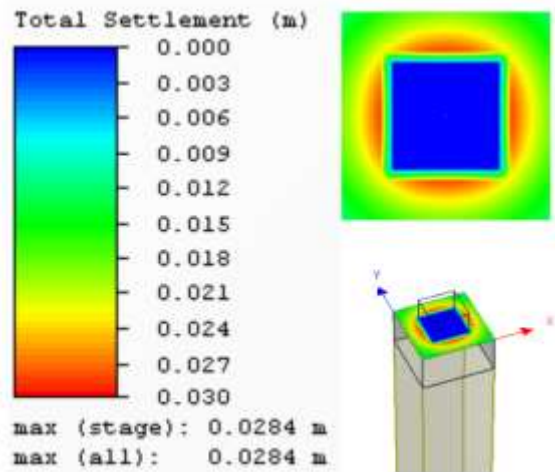 Total Settlement (m)
0.000
0.003
0.006
0.009
0.012
0.015
0.018
0.021
0.024
0.027
0.030
max (stage): 0.0284 m
max (all): 0.0284 m
Y
X